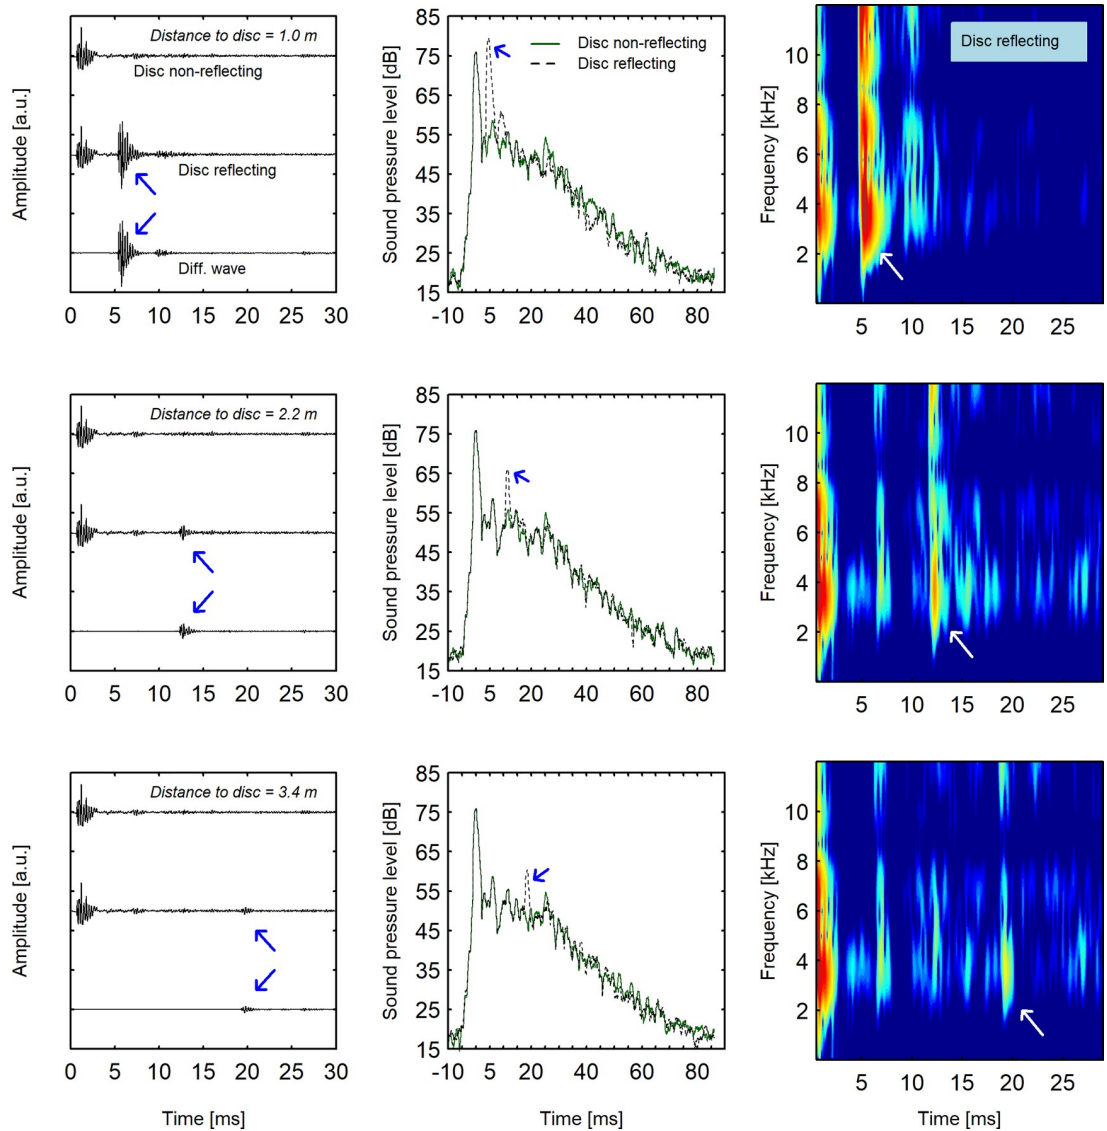 Amplitude [a.u.]
Distance to disc = 1.0 m
Disc non-reflecting
Disc reflecting
Diff. wave
0 5 10 15 20 25 30
Sound pressure level [dB]
85
75
65
55
45
35
25
15
Disc non-reflecting
Disc reflecting
-10 5 20 40 60 80
Frequency [kHz]
10
8
6
4
2
Disc reflecting
5 10 15 20 25
Amplitude [a.u.]
Distance to disc = 2.2 m
0 5 10 15 20 25 30
Sound pressure level [dB]
85
75
65
55
45
35
25
15
-10 5 20 40 60 80
Frequency [kHz]
10
8
6
4
2
5 10 15 20 25
Amplitude [a.u.]
Distance to disc = 3.4 m
0 5 10 15 20 25 30
Time [ms]
Sound pressure level [dB]
85
75
65
55
45
35
25
15
-10 5 20 40 60 80
Time [ms]
Frequency [kHz]
10
8
6
4
2
5 10 15 20 25
Time [ms]